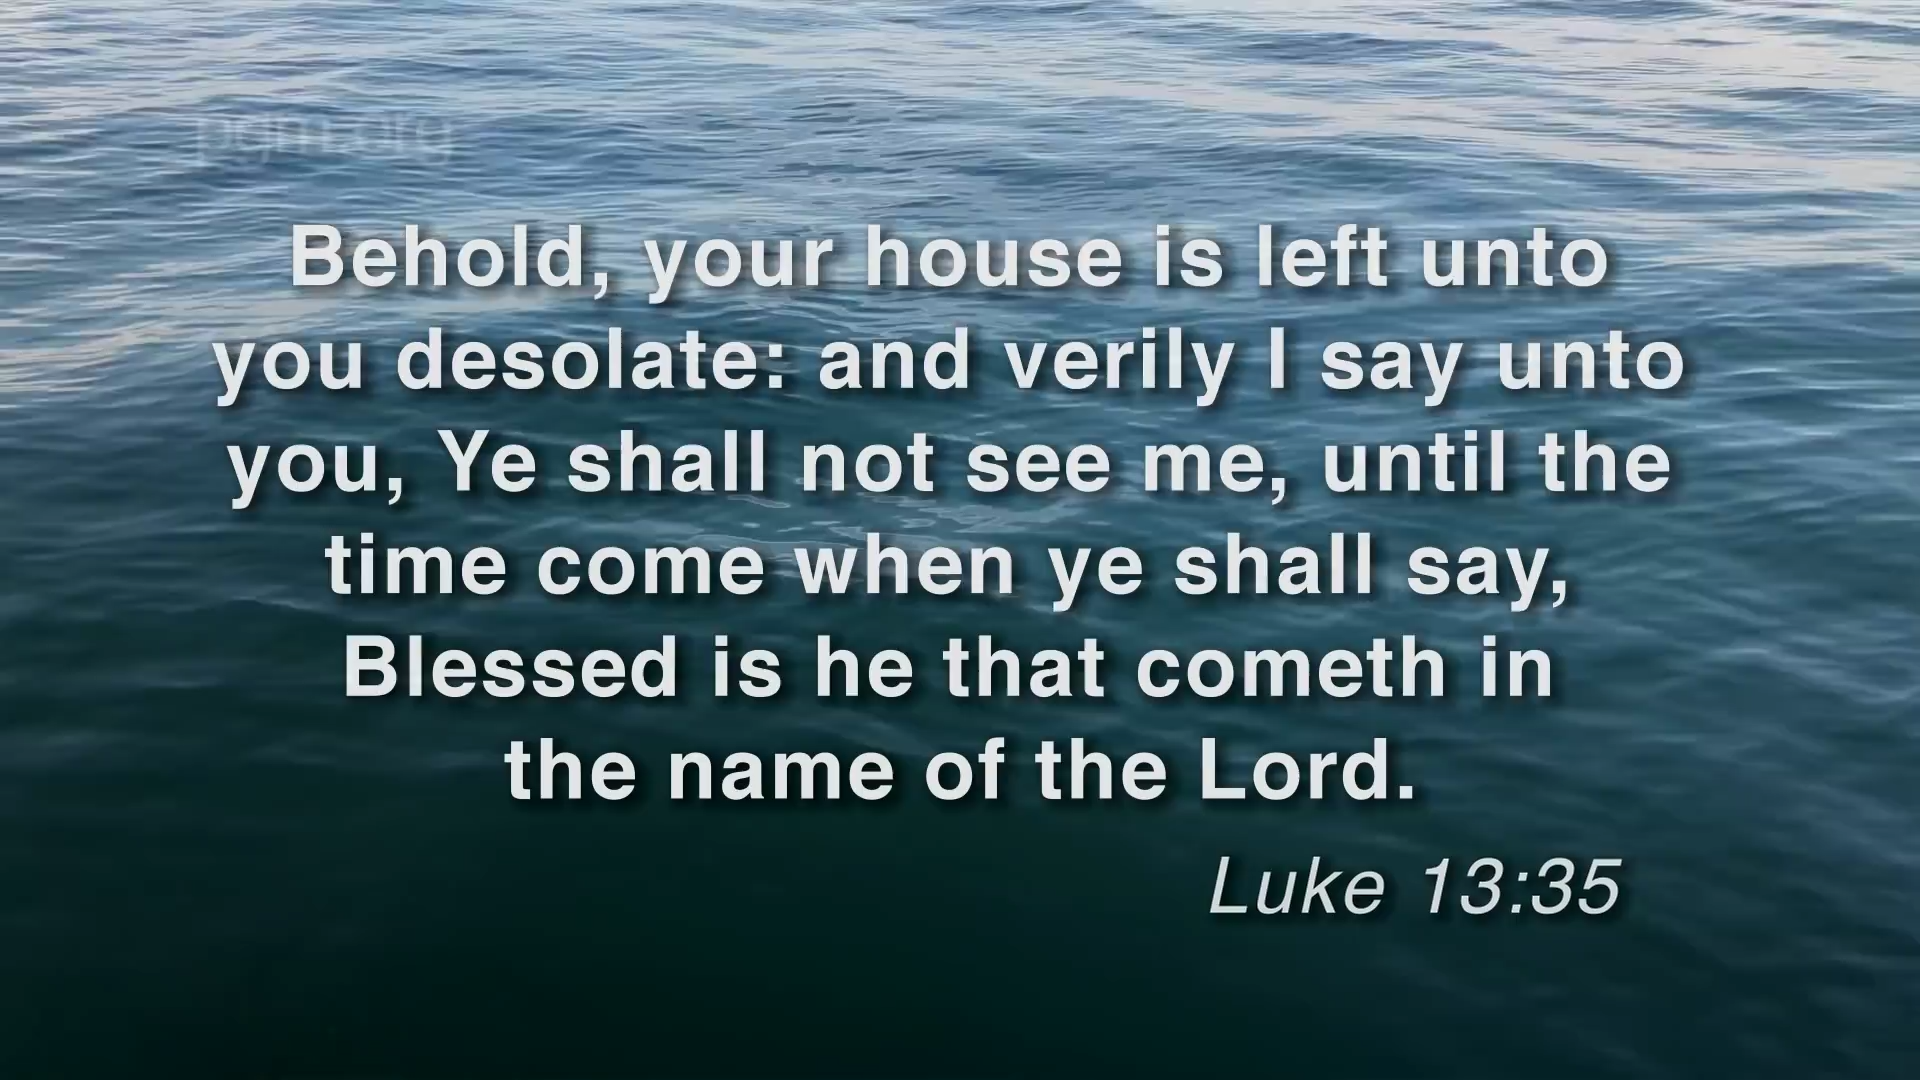 pgm.org
Behold, your house is left unto
you desolate: and verily I say unto
you, Ye shall not see me, until the
time come when ye shall say,
Blessed is he that cometh in
the name of the Lord.
Luke 13:35